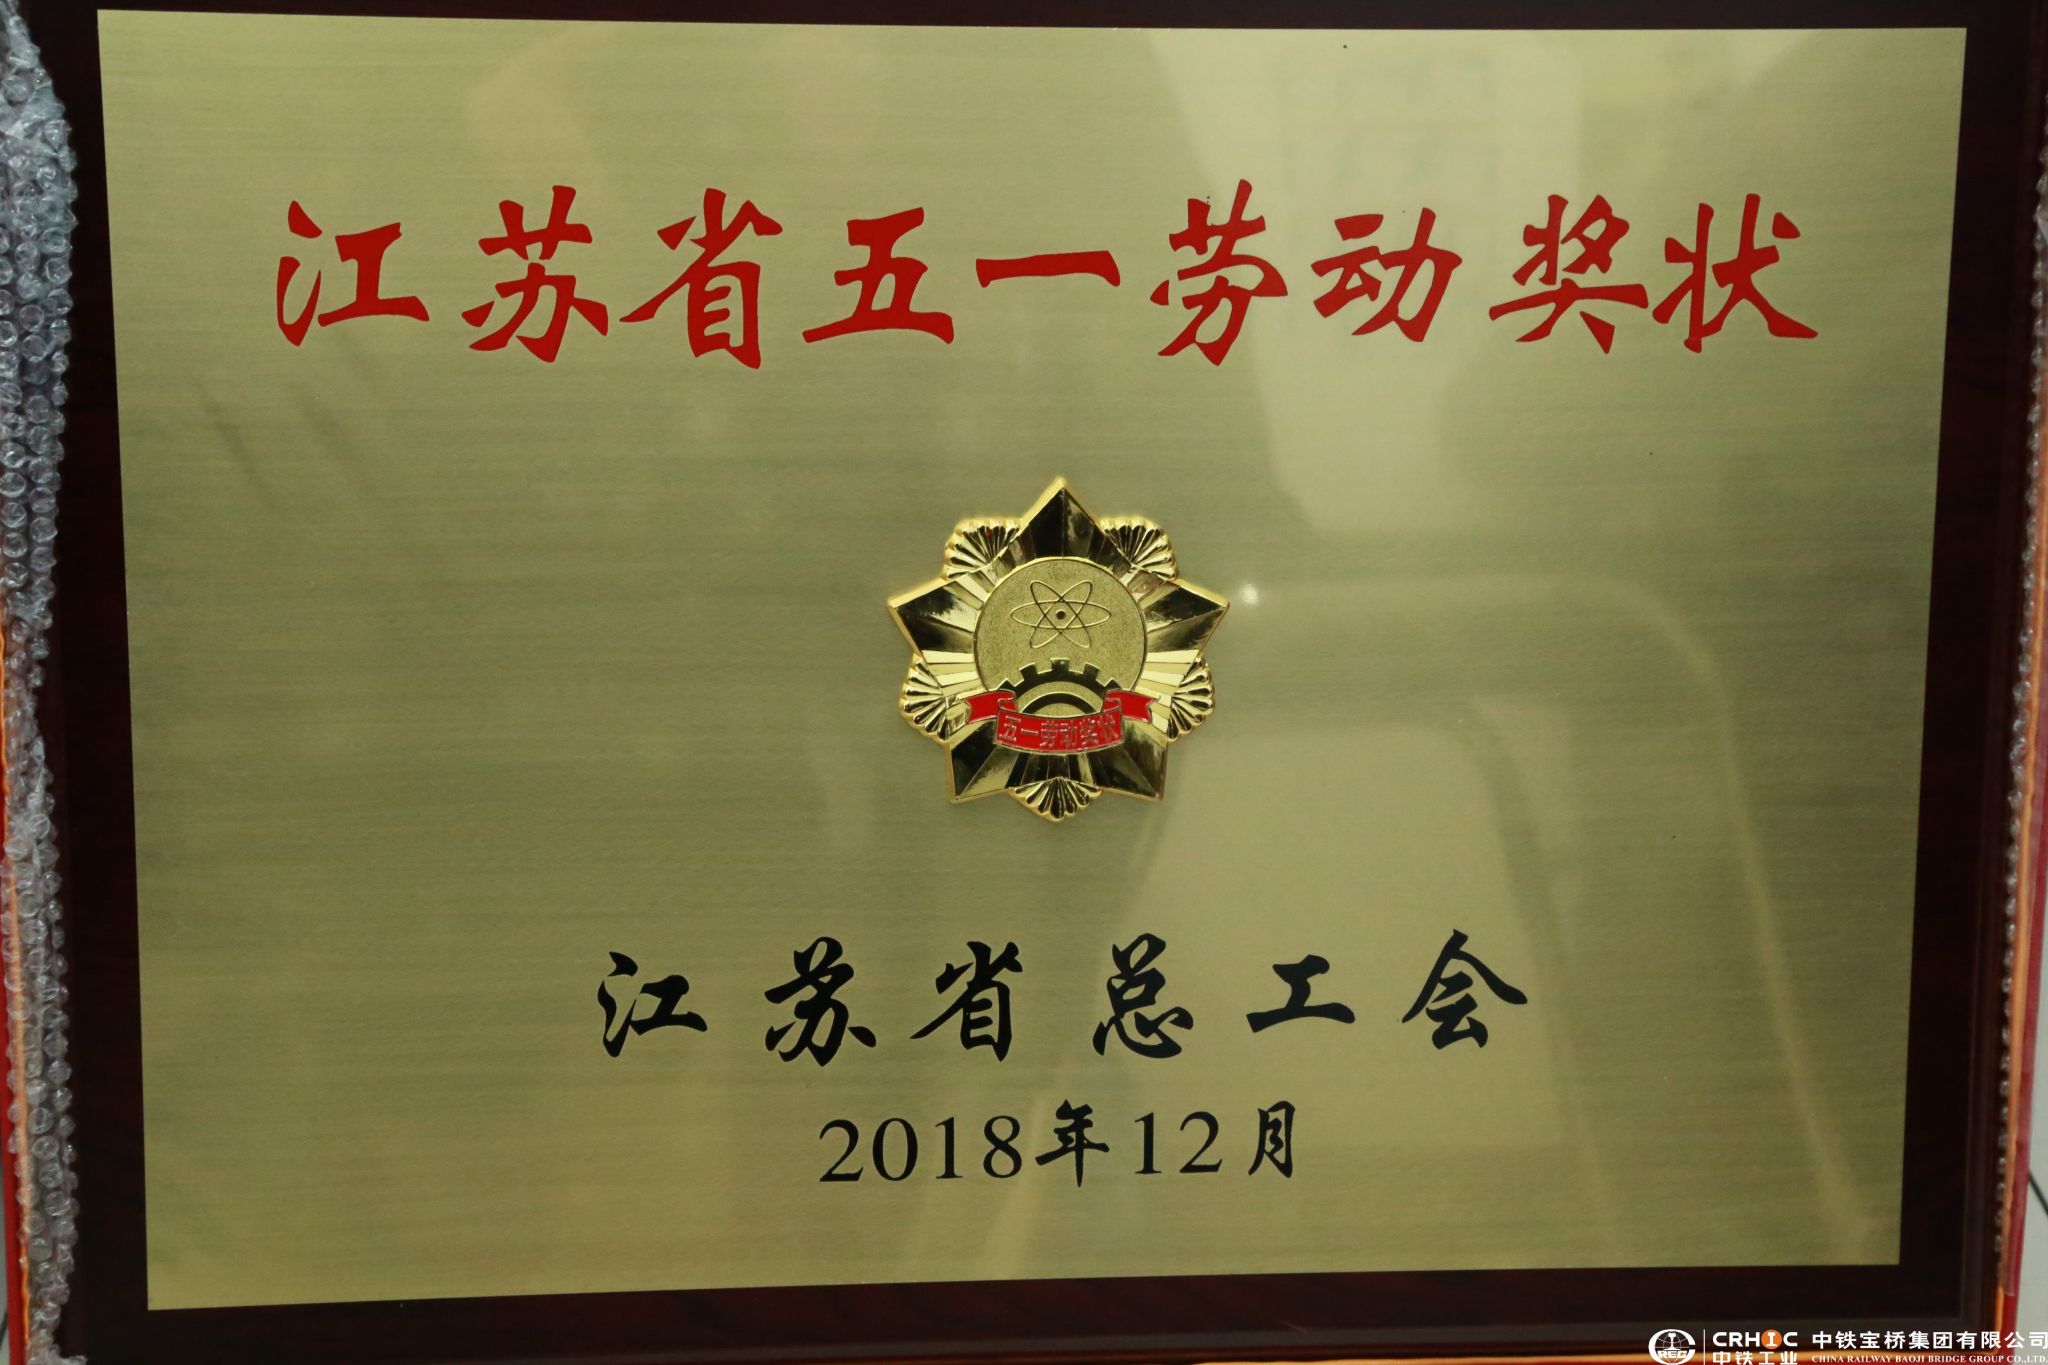 江苏省五一劳动奖状
五一劳动奖状
江苏省总工会
2018年12月
CRHIC
中铁工业
中铁宝桥集团有限公司
CHINA RAILWAY BAOJI BRIDGE GROUP CO.,LTD.